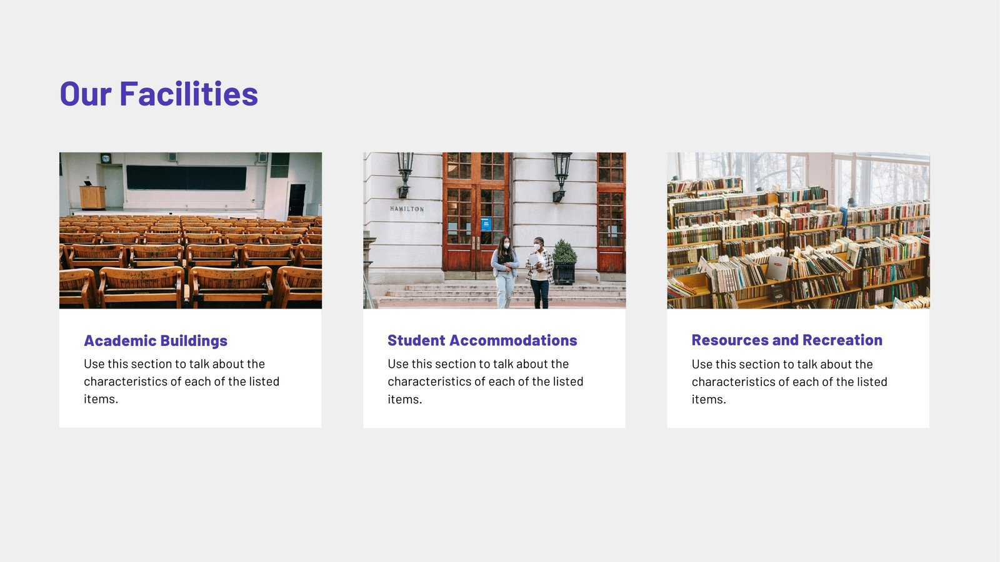 Our Facilities
HAMILTON
Academic Buildings
Use this section to talk about the
characteristics of each of the listed
items.
Student Accommodations
Use this section to talk about the
characteristics of each of the listed
items.
Resources and Recreation
Use this section to talk about the
characteristics of each of the listed
items.